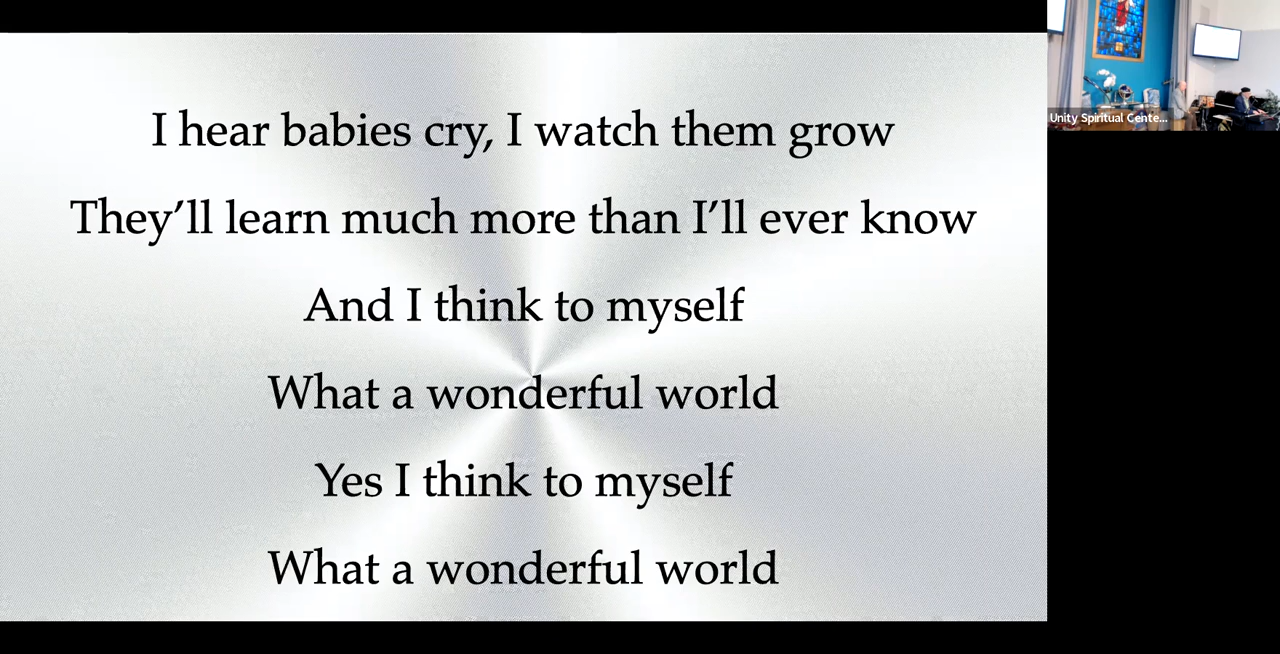 I hear babies cry, I watch them grow
They’ll learn much more than I’ll ever know
And I think to myself
What a wonderful world
Yes I think to myself
What a wonderful world
Unity Spiritual Cente...